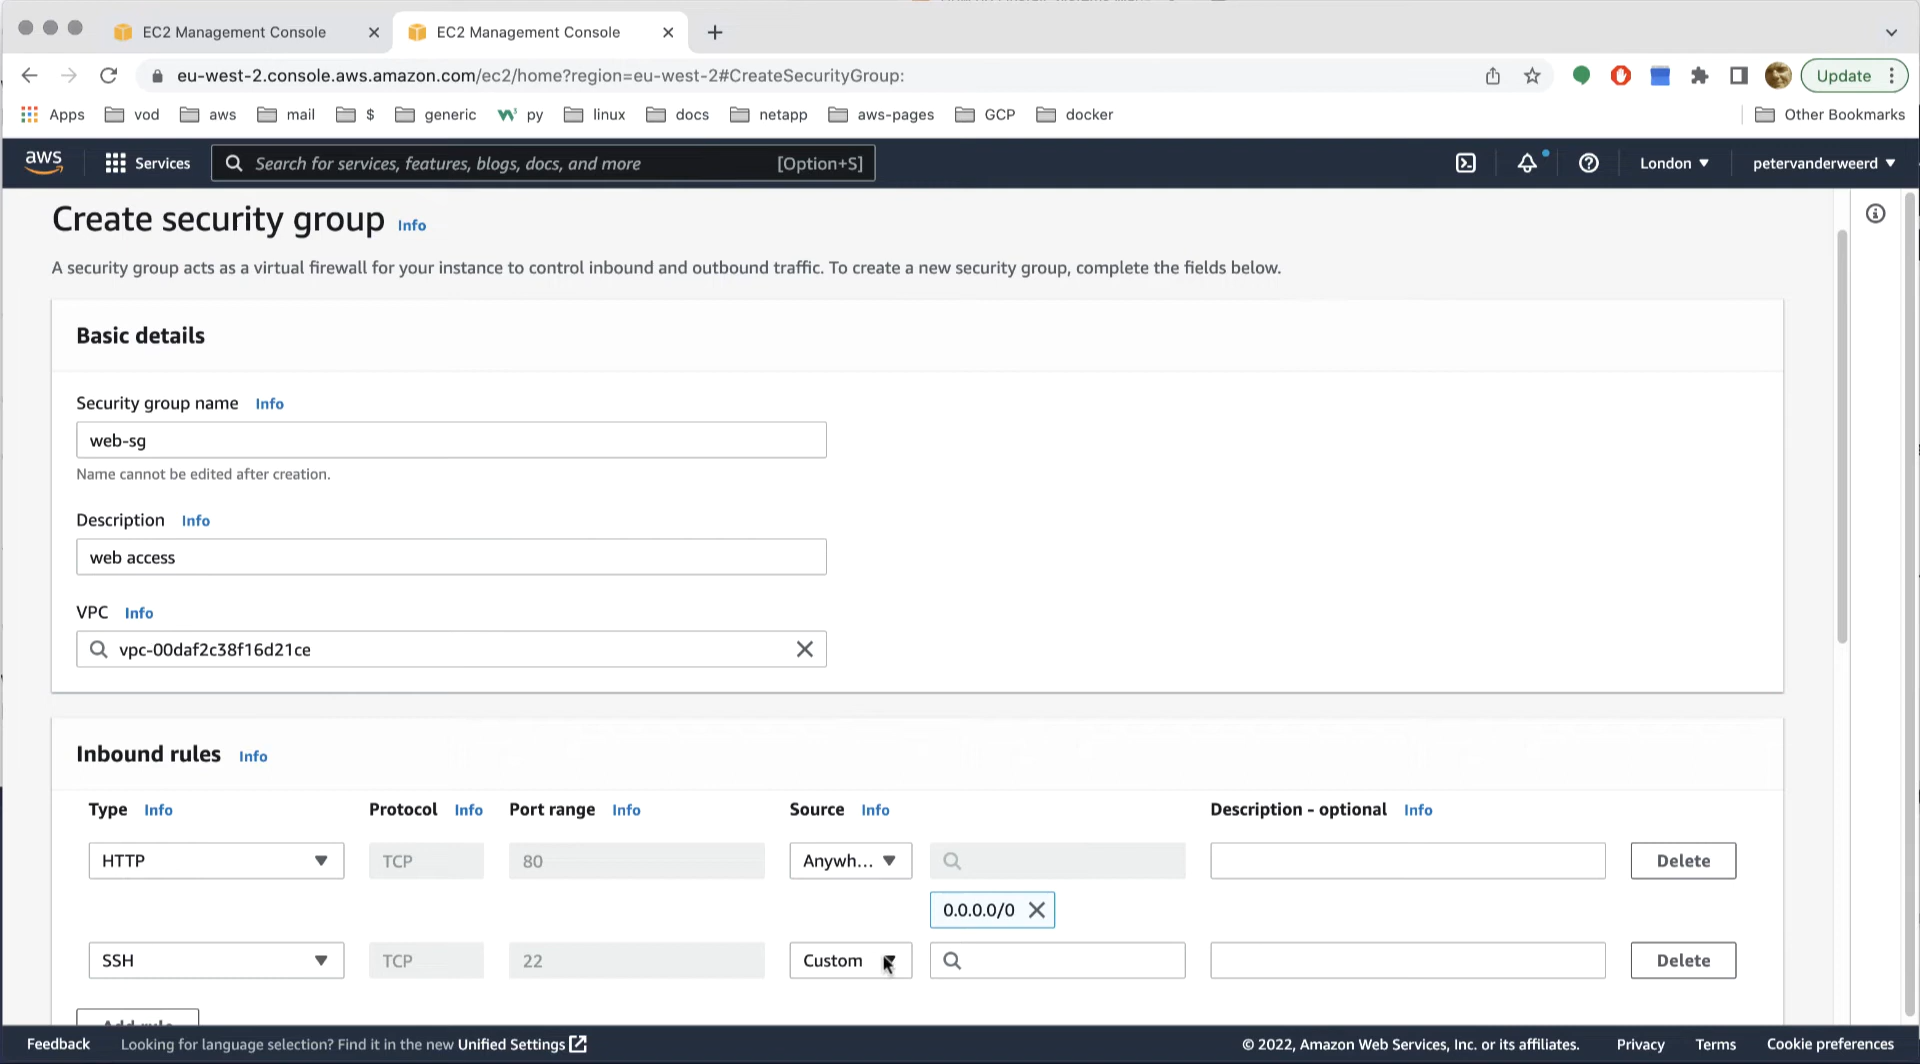 EC2 Management Console
EC2 Management Console
eu-west-2.console.aws.amazon.com/ec2/home?region=eu-west-2#CreateSecurityGroup:
Update
Apps vod aws mail $ generic py linux docs netapp aws-pages GCP docker Other Bookmarks
aws Services Search for services, features, blogs, docs, and more [Option+S] London petervanderweerd
Create security group Info
A security group acts as a virtual firewall for your instance to control inbound and outbound traffic. To create a new security group, complete the fields below.
Basic details
Security group name Info
web-sg
Name cannot be edited after creation.
Description Info
web access
VPC Info
vpc-00daf2c38f16d21ce
Inbound rules Info
Type Info Protocol Info Port range Info Source Info Description - optional Info
HTTP TCP 80 Anywh... Delete
0.0.0.0/0
SSH TCP 22 Custom Delete
Add rule
Feedback Looking for language selection? Find it in the new Unified Settings © 2022, Amazon Web Services, Inc. or its affiliates. Privacy Terms Cookie preferences